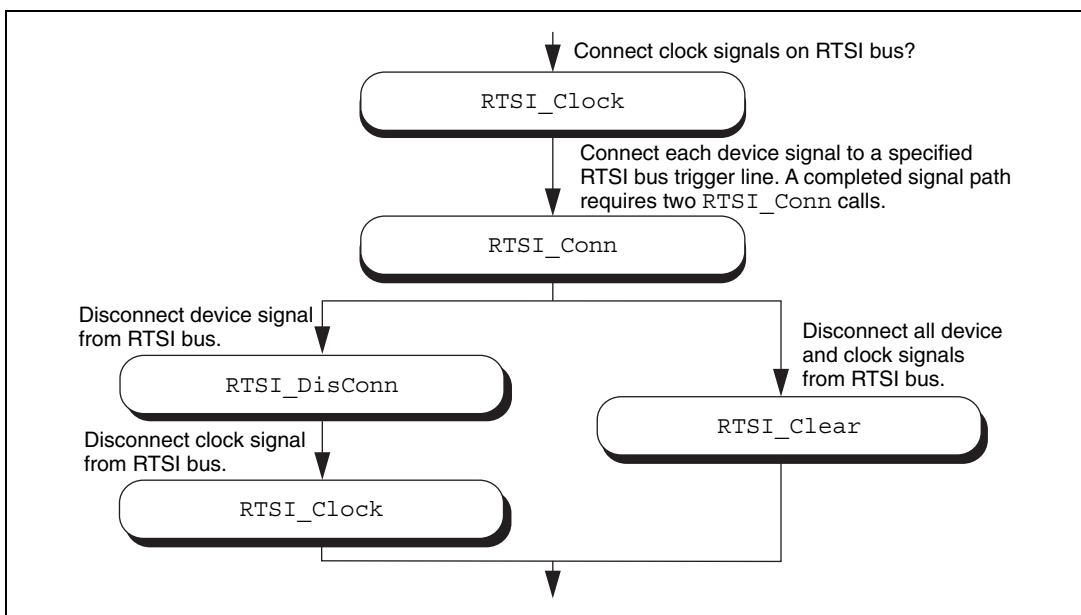 Connect clock signals on RTSI bus?
RTSI_Clock
Connect each device signal to a specified
RTSI bus trigger line. A completed signal path
requires two RTSI_Conn calls.
RTSI_Conn
Disconnect device signal
from RTSI bus.
RTSI_DisConn
Disconnect clock signal
from RTSI bus.
RTSI_Clock
Disconnect all device
and clock signals
from RTSI bus.
RTSI_Clear